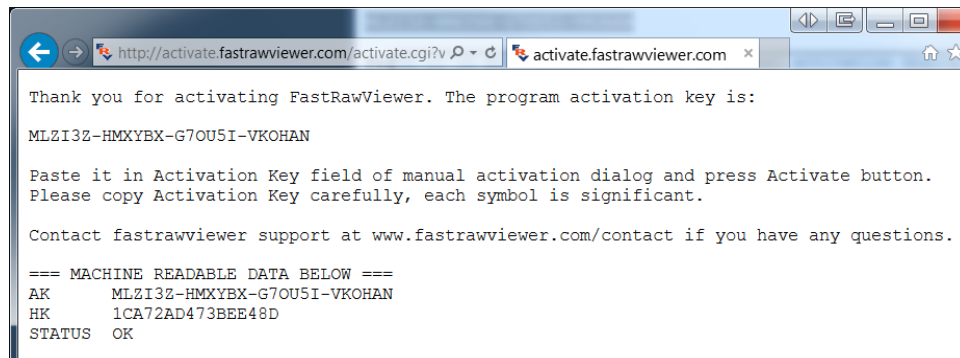 http://activate.fastrawviewer.com/activate.cgi?v
activate.fastrawviewer.com
Thank you for activating FastRawViewer. The program activation key is:
MLZI3Z-HMXYBX-G7OU5I-VKOHAN
Paste it in Activation Key field of manual activation dialog and press Activate button.
Please copy Activation Key carefully, each symbol is significant.
Contact fastrawviewer support at www.fastrawviewer.com/contact if you have any questions.
=== MACHINE READABLE DATA BELOW ===
AK MLZI3Z-HMXYBX-G7OU5I-VKOHAN
HK 1CA72AD473BEE48D
STATUS OK